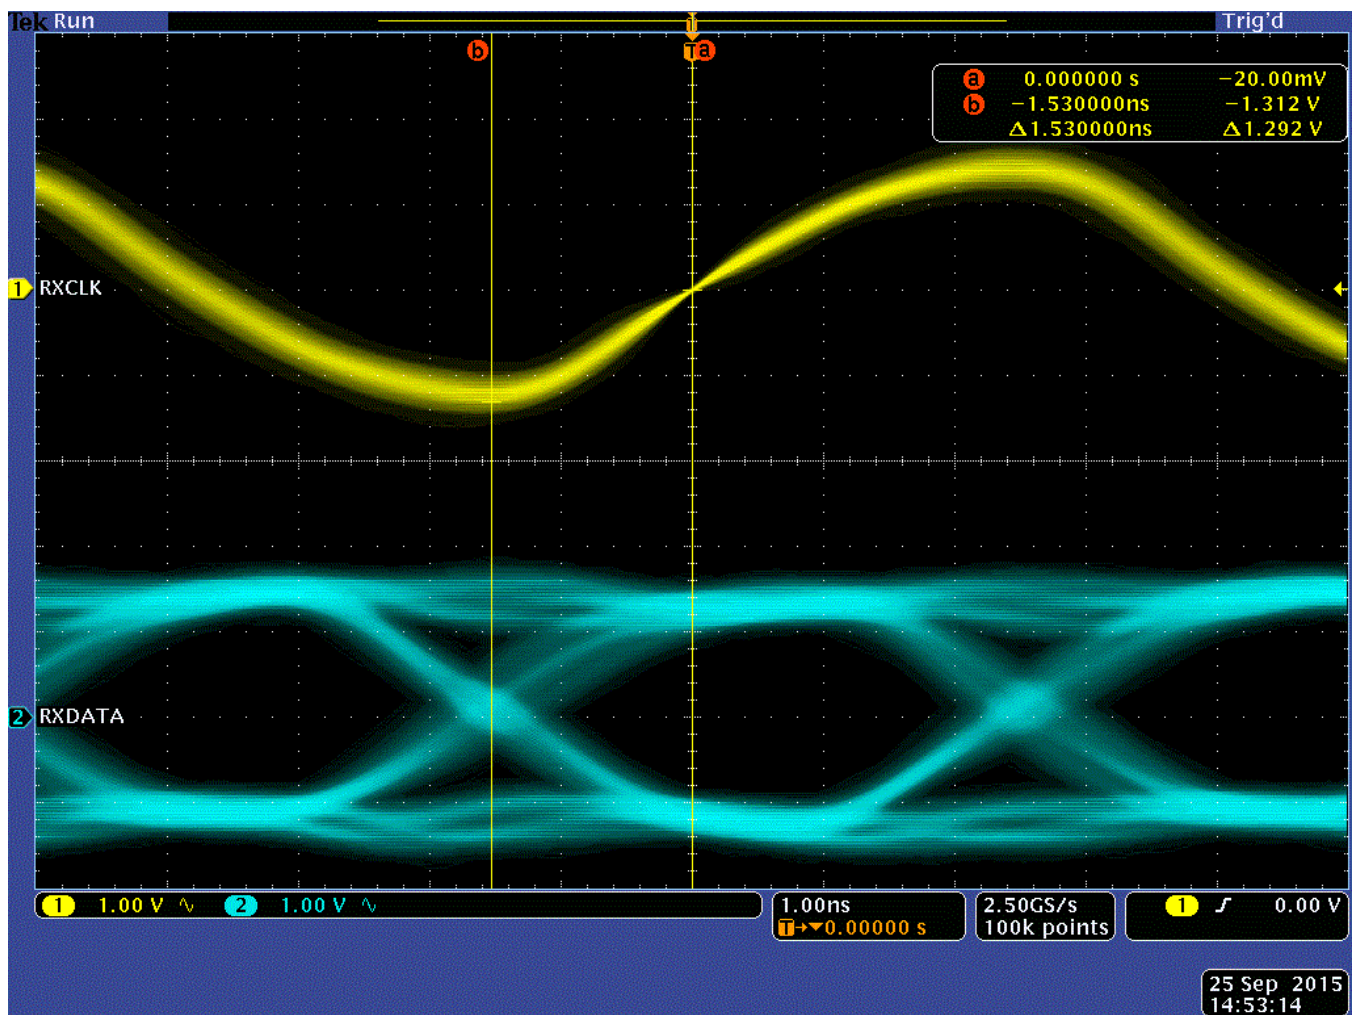 Tek Run Trig'd
b T a
a 0.000000 s −20.00mV
b −1.530000ns −1.312 V
Δ1.530000ns Δ1.292 V
1 RXCLK
2 RXDATA
1 1.00 V ∿ 2 1.00 V ∿ 1.00ns 2.50GS/s 1 0.00 V
T→▼0.00000 s 100k points
25 Sep 2015
14:53:14